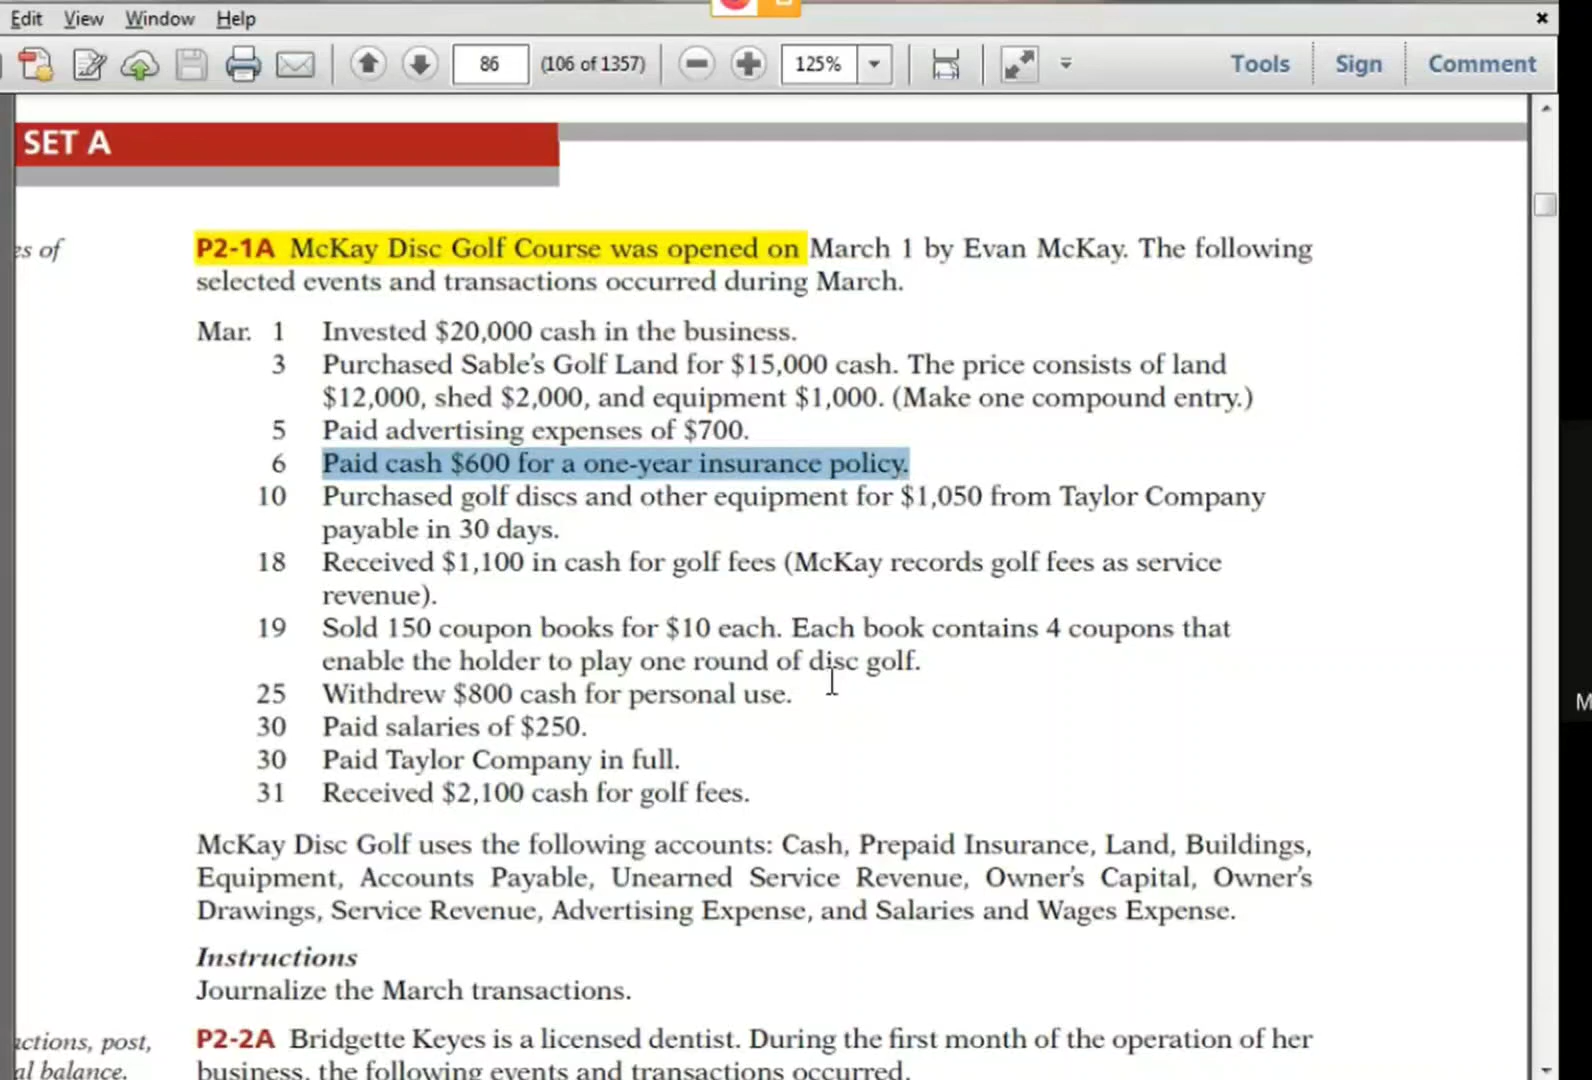 Edit View Window Help
86 (106 of 1357) 125% Tools Sign Comment
SET A
es of
P2-1A McKay Disc Golf Course was opened on March 1 by Evan McKay. The following
selected events and transactions occurred during March.
Mar. 1 Invested $20,000 cash in the business.
3 Purchased Sable's Golf Land for $15,000 cash. The price consists of land
$12,000, shed $2,000, and equipment $1,000. (Make one compound entry.)
5 Paid advertising expenses of $700.
6 Paid cash $600 for a one-year insurance policy.
10 Purchased golf discs and other equipment for $1,050 from Taylor Company
payable in 30 days.
18 Received $1,100 in cash for golf fees (McKay records golf fees as service
revenue).
19 Sold 150 coupon books for $10 each. Each book contains 4 coupons that
enable the holder to play one round of disc golf.
25 Withdrew $800 cash for personal use.
30 Paid salaries of $250.
30 Paid Taylor Company in full.
31 Received $2,100 cash for golf fees.
McKay Disc Golf uses the following accounts: Cash, Prepaid Insurance, Land, Buildings,
Equipment, Accounts Payable, Unearned Service Revenue, Owner's Capital, Owner's
Drawings, Service Revenue, Advertising Expense, and Salaries and Wages Expense.
Instructions
Journalize the March transactions.
actions, post,
al balance.
P2-2A Bridgette Keyes is a licensed dentist. During the first month of the operation of her
business, the following events and transactions occurred.
M